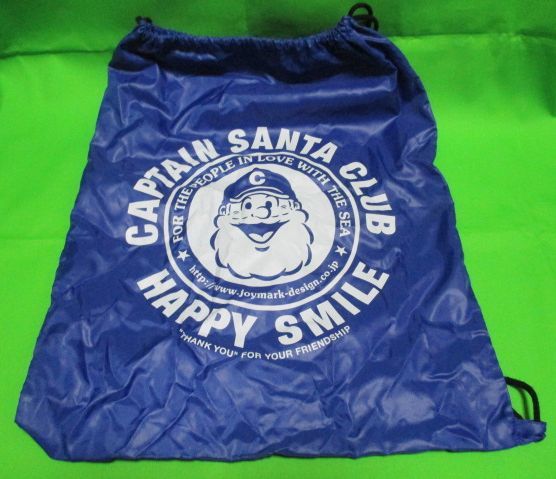 CAPTAIN SANTA CLUB
FOR THE PEOPLE IN LOVE WITH THE SEA
C
http://www.joymark-design.co.jp
HAPPY SMILE
"THANK YOU" FOR YOUR FRIENDSHIP